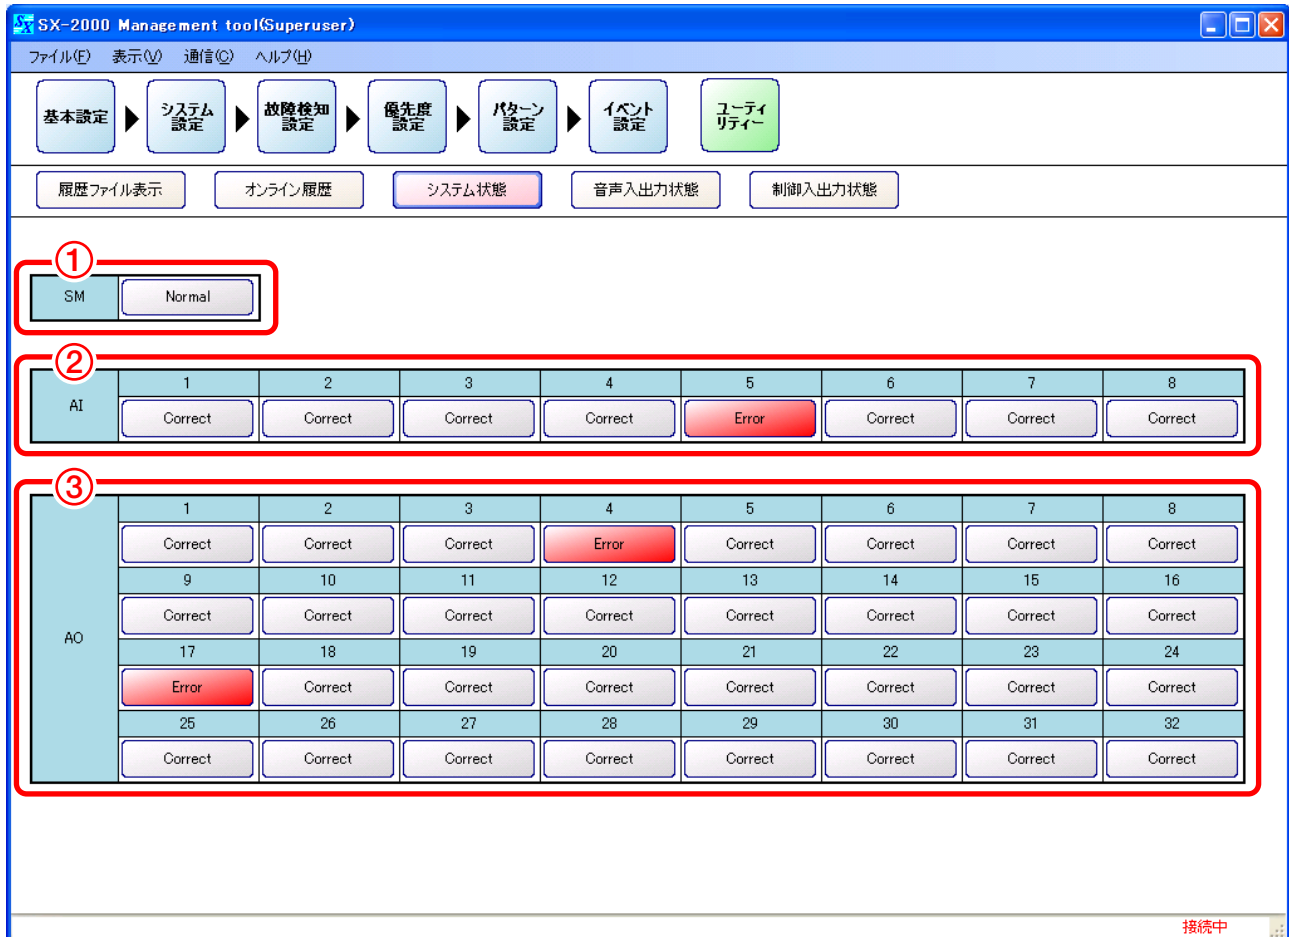 SX-2000 Management tool(Superuser)
ファイル(F) 表示(V) 通信(C) ヘルプ(H)
基本設定
システム
設定
故障検知
設定
優先度
設定
パターン
設定
イベント
設定
ユーティ
リティー
履歴ファイル表示 オンライン履歴 システム状態 音声入出力状態 制御入出力状態
①
SM Normal
②
AI
1 2 3 4 5 6 7 8
Correct Correct Correct Correct Error Correct Correct Correct
③
AO
1 2 3 4 5 6 7 8
Correct Correct Correct Error Correct Correct Correct Correct
9 10 11 12 13 14 15 16
Correct Correct Correct Correct Correct Correct Correct Correct
17 18 19 20 21 22 23 24
Error Correct Correct Correct Correct Correct Correct Correct
25 26 27 28 29 30 31 32
Correct Correct Correct Correct Correct Correct Correct Correct
接続中